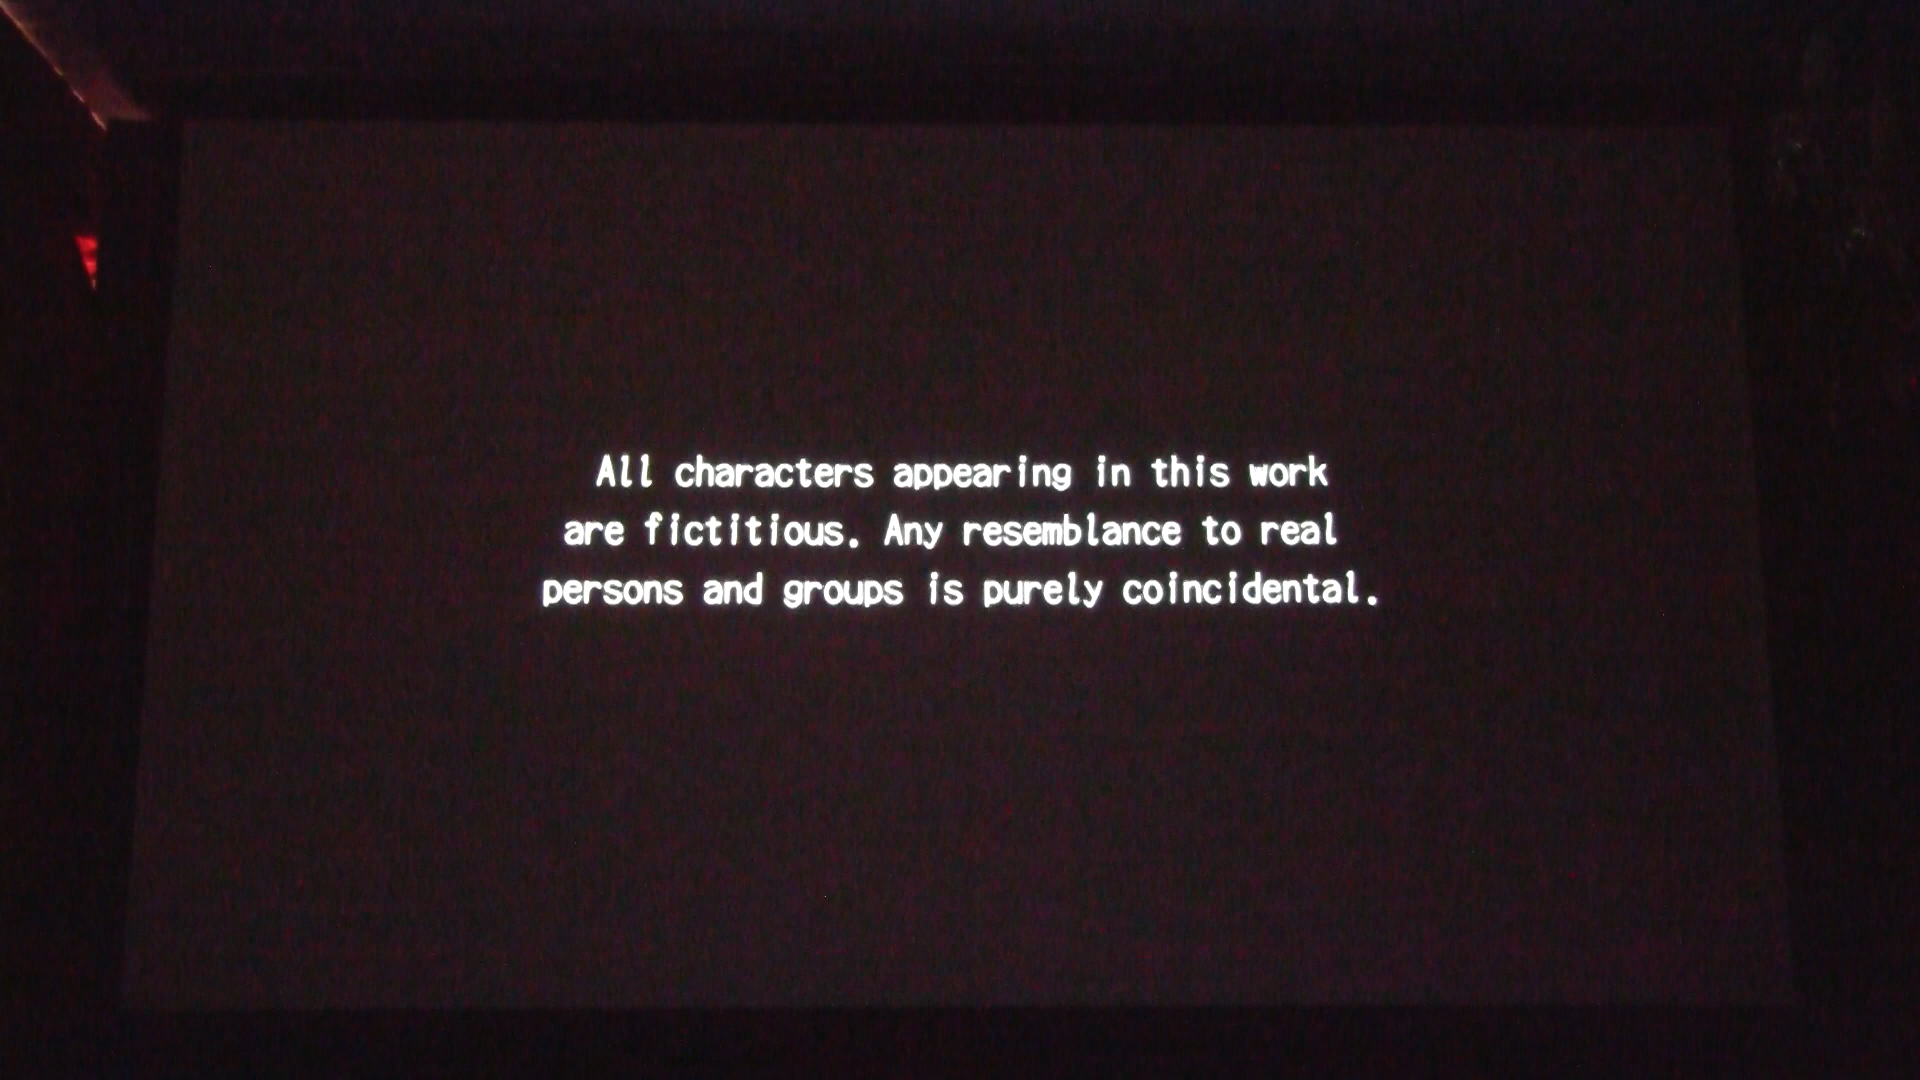 All characters appearing in this work
are fictitious. Any resemblance to real
persons and groups is purely coincidental.